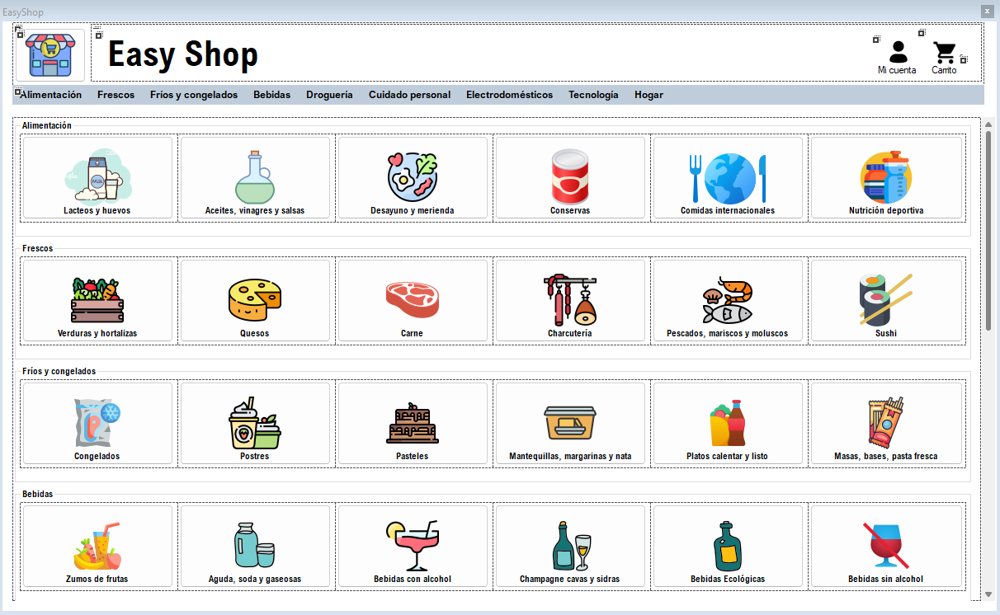 EasyShop
x
Easy Shop
Mi cuenta
Carrito
Alimentación Frescos Fríos y congelados Bebidas Droguería Cuidado personal Electrodomésticos Tecnología Hogar
Alimentación
Milk
Lacteos y huevos Aceites, vinagres y salsas Desayuno y merienda Conservas Comidas internacionales Nutrición deportiva
Frescos
Verduras y hortalizas Quesos Carne Charcutería Pescados, mariscos y moluscos Sushi
Fríos y congelados
Congelados Postres Pasteles Mantequillas, margarinas y nata Platos calentar y listo Masas, bases, pasta fresca
Bebidas
Zumos de frutas Aguda, soda y gaseosas Bebidas con alcohol Champagne cavas y sidras Bebidas Ecológicas Bebidas sin alcohol